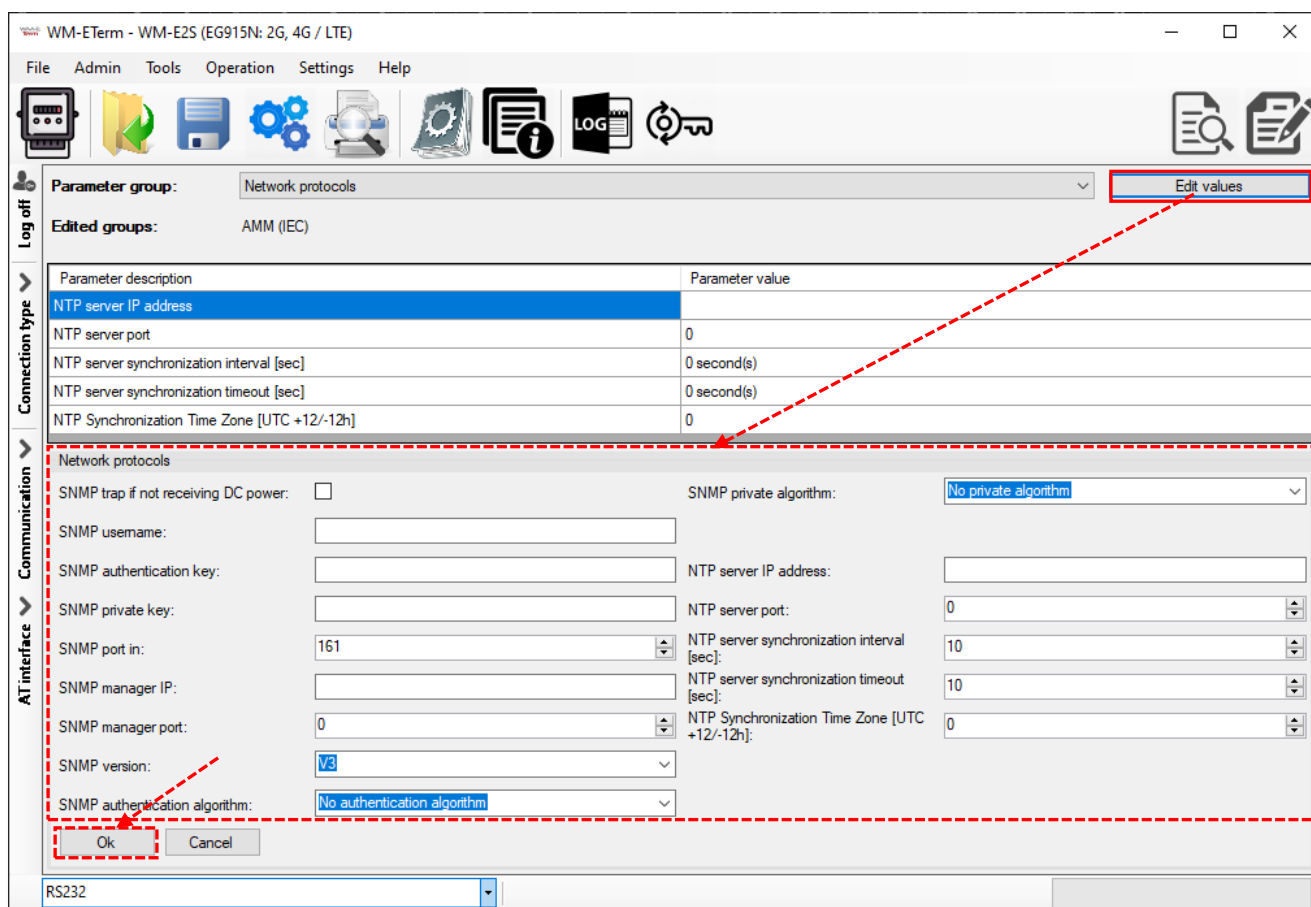 WM-ETerm - WM-E2S (EG915N: 2G, 4G / LTE)
File Admin Tools Operation Settings Help
LOG
Log off
Connection type
Communication
AT interface
Parameter group: Network protocols Edit values
Edited groups: AMM (IEC)
Parameter description Parameter value
NTP server IP address
NTP server port 0
NTP server synchronization interval [sec] 0 second(s)
NTP server synchronization timeout [sec] 0 second(s)
NTP Synchronization Time Zone [UTC +12/-12h] 0
Network protocols
SNMP trap if not receiving DC power: SNMP private algorithm: No private algorithm
SNMP username:
SNMP authentication key: NTP server IP address:
SNMP private key: NTP server port: 0
SNMP port in: 161 NTP server synchronization interval
[sec]: 10
SNMP manager IP: NTP server synchronization timeout
[sec]: 10
SNMP manager port: 0 NTP Synchronization Time Zone [UTC
+12/-12h]: 0
SNMP version: V3
SNMP authentication algorithm: No authentication algorithm
Ok Cancel
RS232